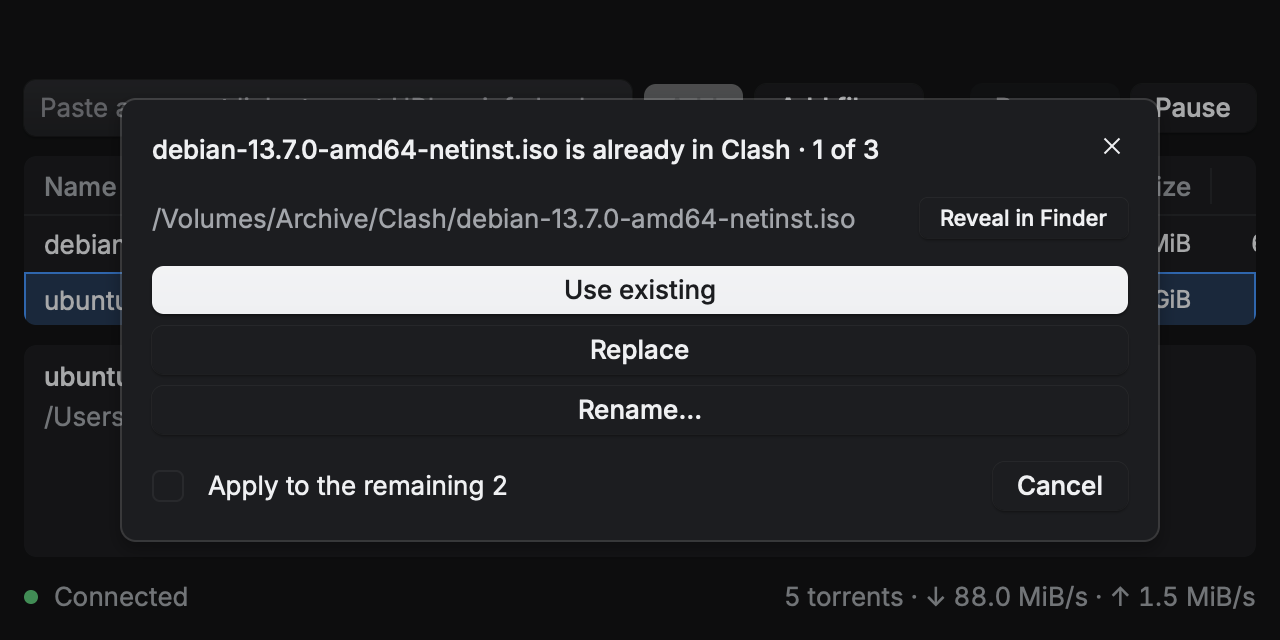 Paste a
Pause
debian-13.7.0-amd64-netinst.iso is already in Clash · 1 of 3
Name
/Volumes/Archive/Clash/debian-13.7.0-amd64-netinst.iso
Reveal in Finder
debian
MiB
ubuntu
GiB
Use existing
Replace
Rename...
ubuntu
/Users
Apply to the remaining 2
Cancel
Connected
5 torrents · ↓ 88.0 MiB/s · ↑ 1.5 MiB/s